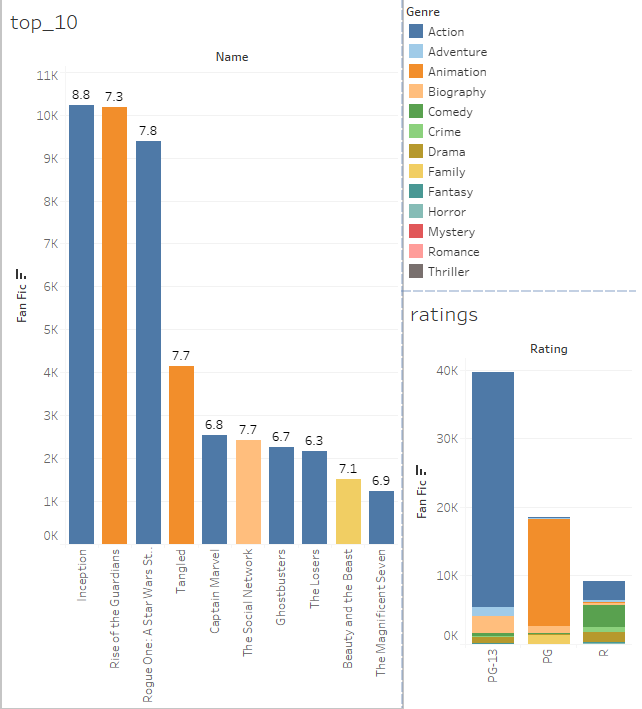 top_10
Name
11K
10K
9K
8K
7K
6K
5K
4K
3K
2K
1K
0K
Fan Fic
8.8
7.3
7.8
7.7
6.8
7.7
6.7
6.3
7.1
6.9
Inception
Rise of the Guardians
Rogue One: A Star Wars St..
Tangled
Captain Marvel
The Social Network
Ghostbusters
The Losers
Beauty and the Beast
The Magnificent Seven
Genre
Action
Adventure
Animation
Biography
Comedy
Crime
Drama
Family
Fantasy
Horror
Mystery
Romance
Thriller
ratings
Rating
40K
30K
20K
10K
0K
Fan Fic
PG-13
PG
R